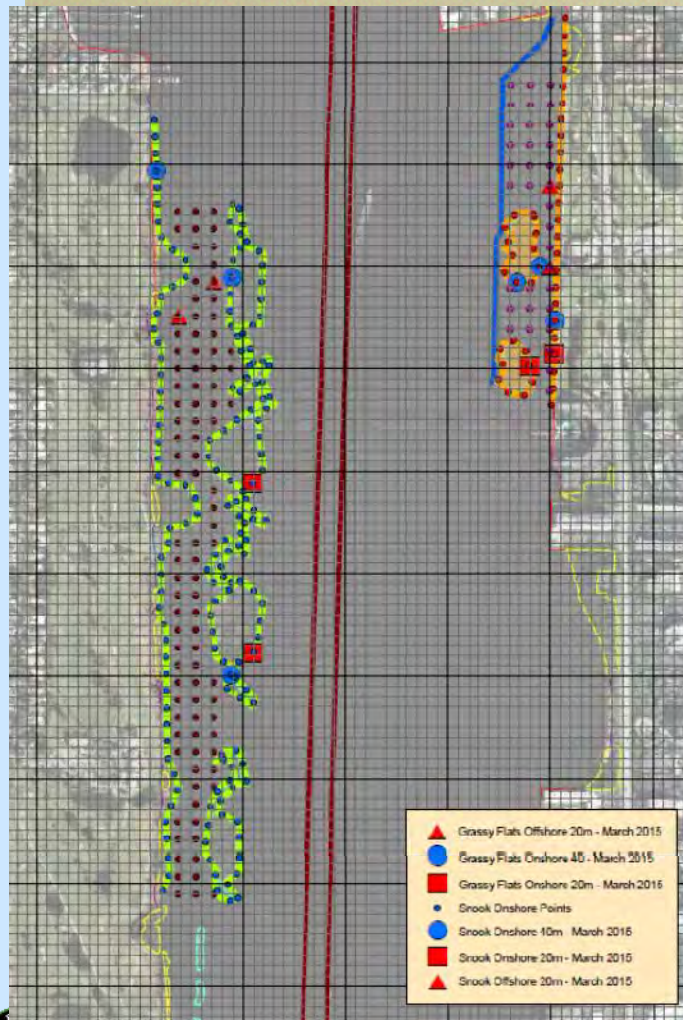 Grassy Flats Offshore 20m - March 2015
Grassy Flats Onshore 40 - March 2015
Grassy Flats Onshore 20m - March 2015
Snook Onshore Points
Snook Onshore 40m - March 2015
Snook Onshore 20m - March 2015
Snook Offshore 20m - March 2015